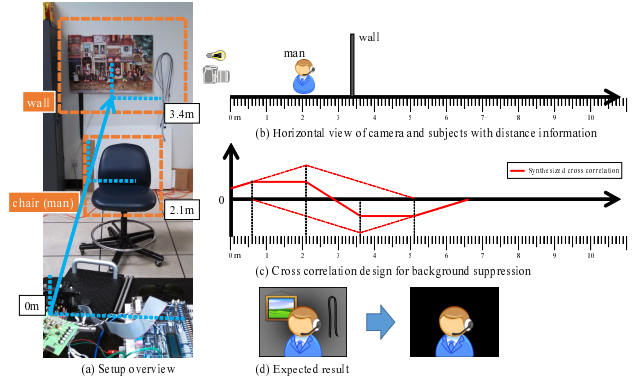 wall
3.4m
chair (man)
2.1m
0m
(a) Setup overview
man
wall
0 m 1 2 3 4 5 6 7 8 9 10
(b) Horizontal view of camera and subjects with distance information
0
Synthesized cross correlation
0 m 1 2 3 4 5 6 7 8 9 10
(c) Cross correlation design for background suppression
(d) Expected result